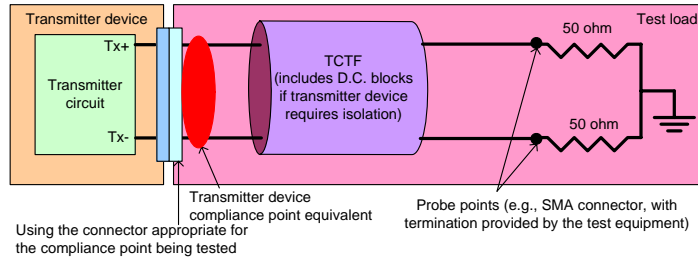 Transmitter device
Test load
Tx+
Transmitter
circuit
Tx-
TCTF
(includes D.C. blocks
if transmitter device
requires isolation)
50 ohm
50 ohm
Transmitter device
compliance point equivalent
Using the connector appropriate for
the compliance point being tested
Probe points (e.g., SMA connector, with
termination provided by the test equipment)